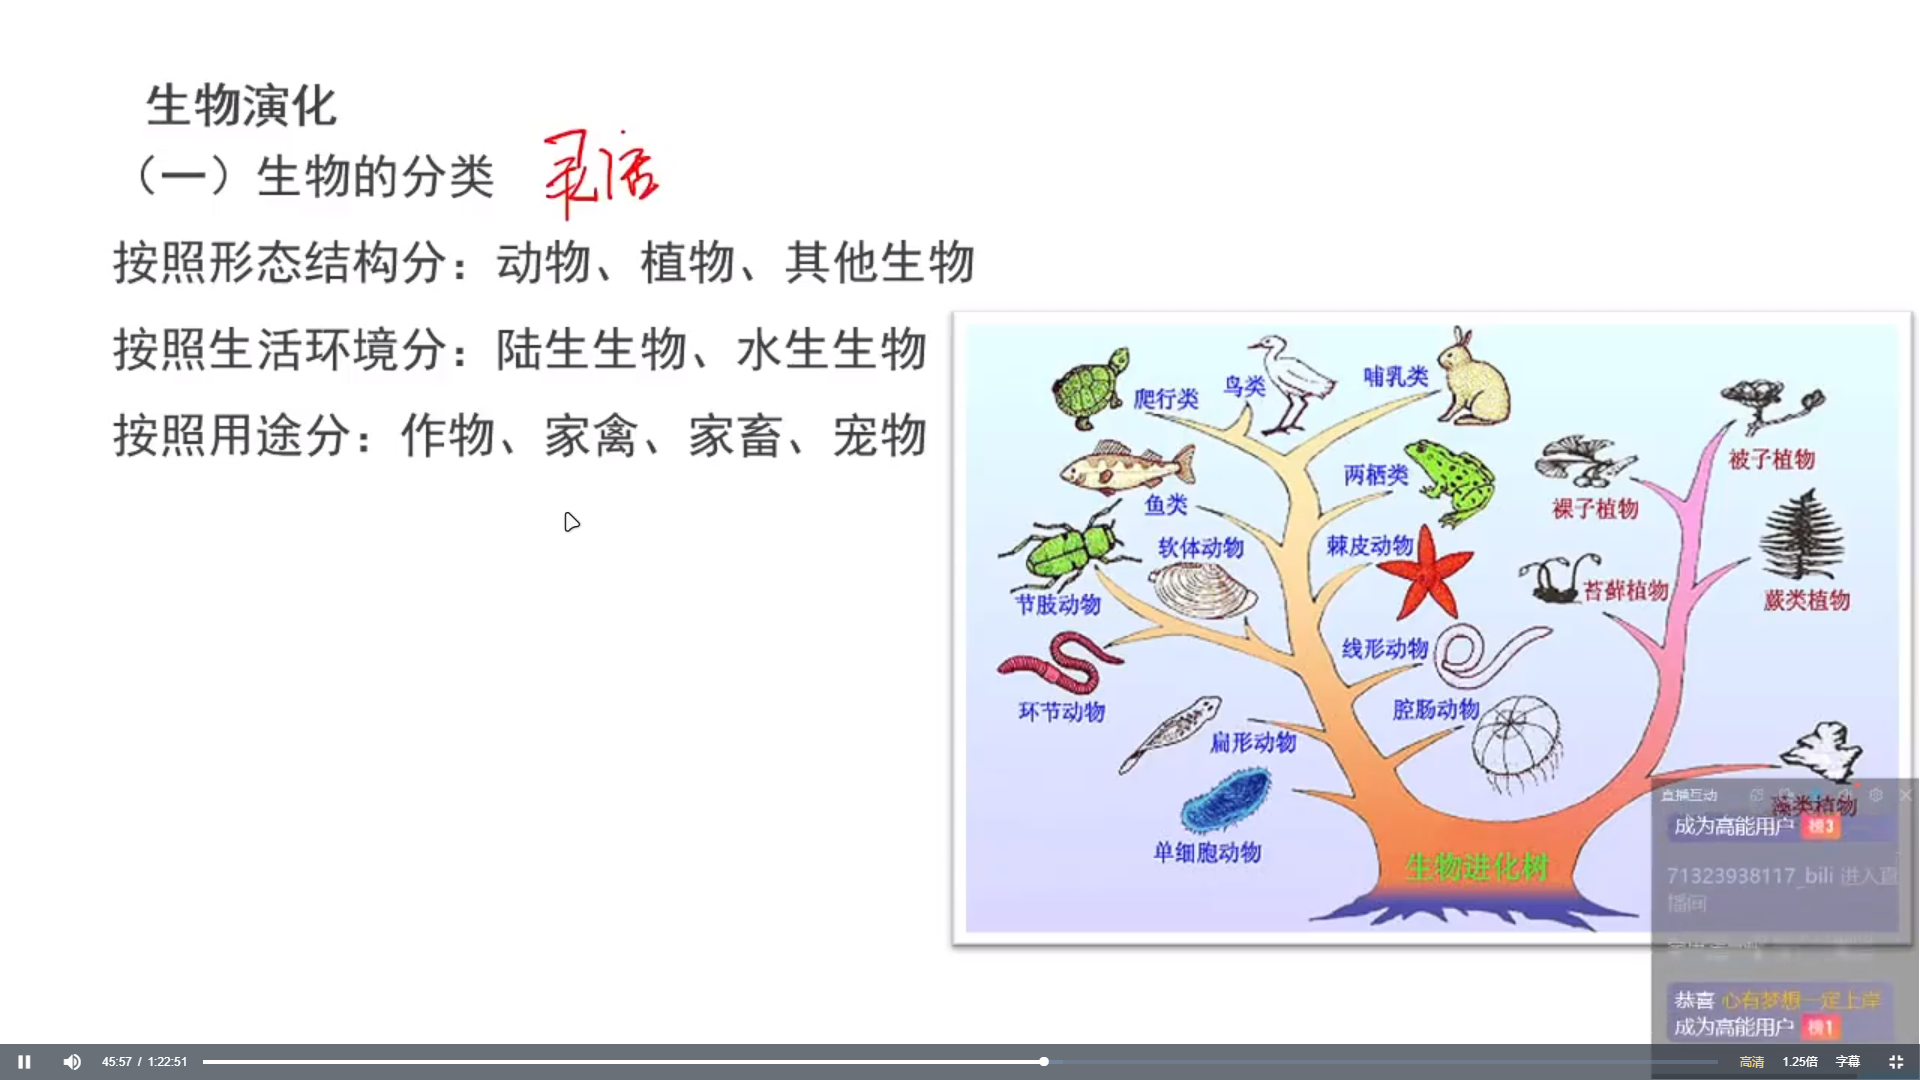 生物演化
（一）生物的分类 灵活
按照形态结构分：动物、植物、其他生物
按照生活环境分：陆生生物、水生生物
按照用途分：作物、家禽、家畜、宠物
爬行类
鸟类
哺乳类
鱼类
两栖类
软体动物
棘皮动物
节肢动物
线形动物
环节动物
腔肠动物
扁形动物
单细胞动物
被子植物
裸子植物
苔藓植物
蕨类植物
藻类植物
生物进化树
直播互动
成为高能用户 榜3
71323938117_bili 进入直
播间
恭喜 心有梦想一定上岸
成为高能用户 榜1
45:57 / 1:22:51
高清 1.25倍 字幕